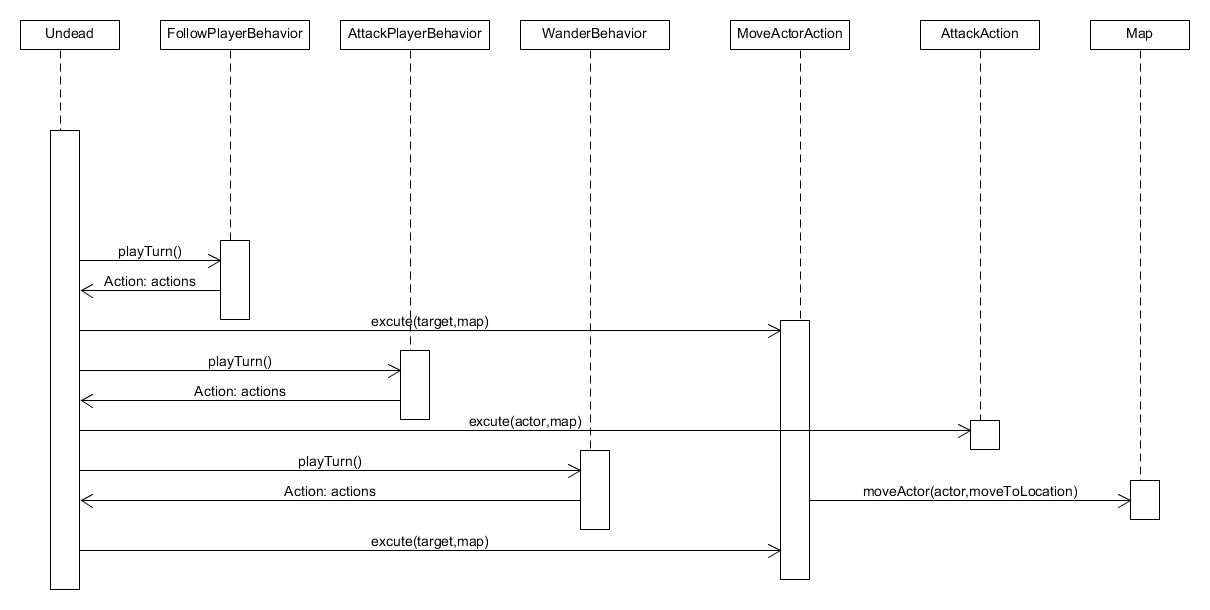 Undead
FollowPlayerBehavior
AttackPlayerBehavior
WanderBehavior
MoveActorAction
AttackAction
Map
playTurn()
Action: actions
excute(target,map)
playTurn()
Action: actions
excute(actor,map)
playTurn()
Action: actions
moveActor(actor,moveToLocation)
excute(target,map)